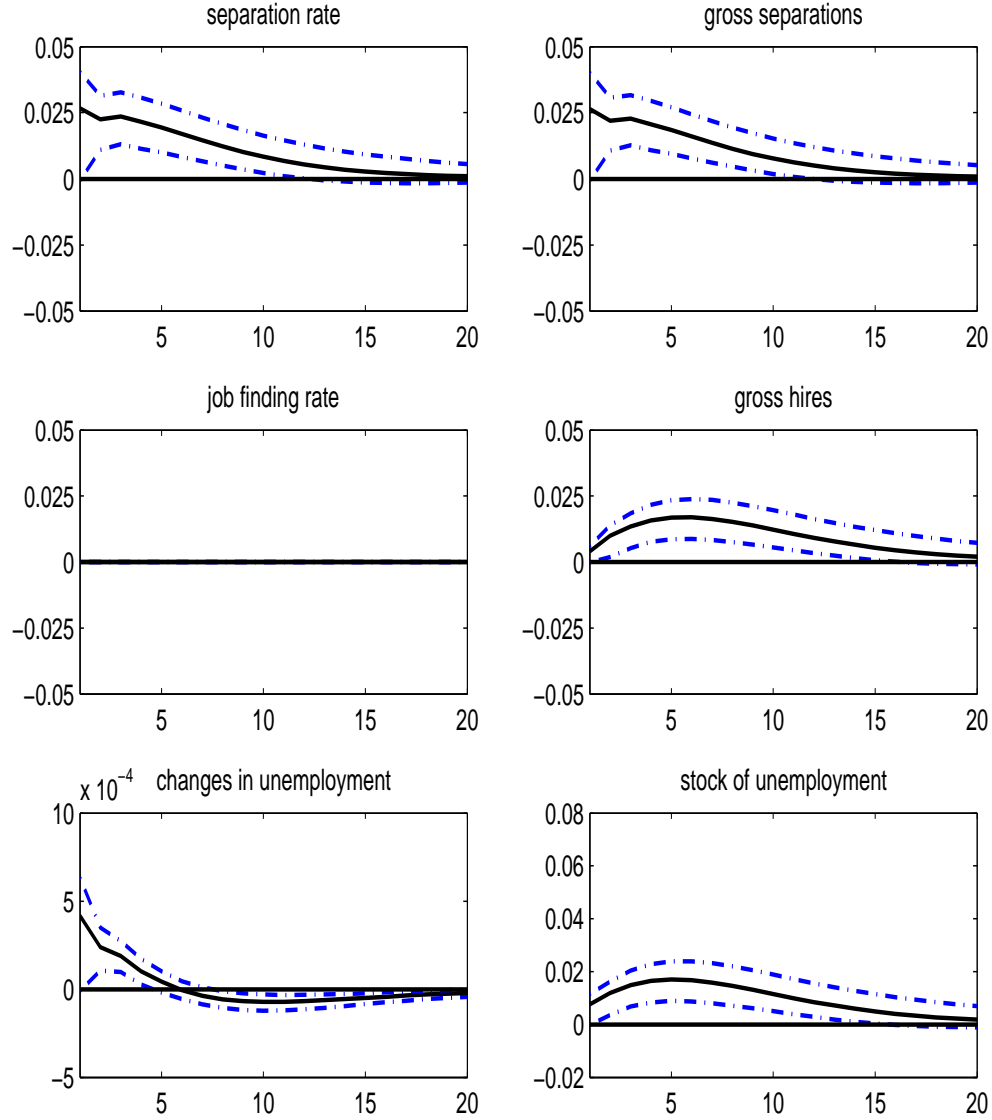 separation rate
0.05
0.025
0
−0.025
−0.05
5 10 15 20
gross separations
0.05
0.025
0
−0.025
−0.05
5 10 15 20
job finding rate
0.05
0.025
0
−0.025
−0.05
5 10 15 20
gross hires
0.05
0.025
0
−0.025
−0.05
5 10 15 20
changes in unemployment
x 10⁻⁴
10
5
0
−5
5 10 15 20
stock of unemployment
0.08
0.06
0.04
0.02
0
−0.02
5 10 15 20